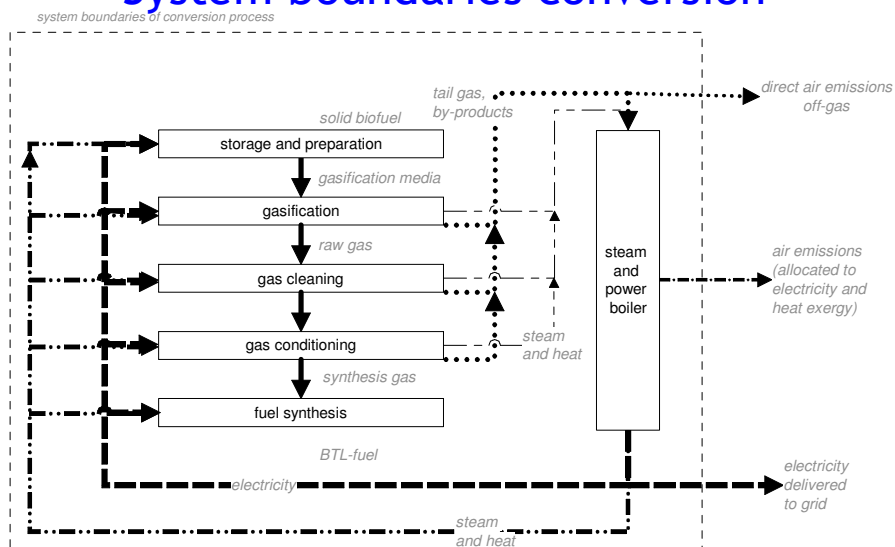 System boundaries conversion
system boundaries of conversion process
tail gas,
by-products
direct air emissions
off-gas
solid biofuel
storage and preparation
gasification media
gasification
raw gas
gas cleaning
steam
and
power
boiler
air emissions
(allocated to
electricity and
heat exergy)
gas conditioning
steam
and heat
synthesis gas
fuel synthesis
BTL-fuel
electricity
electricity
delivered
to grid
steam
and heat